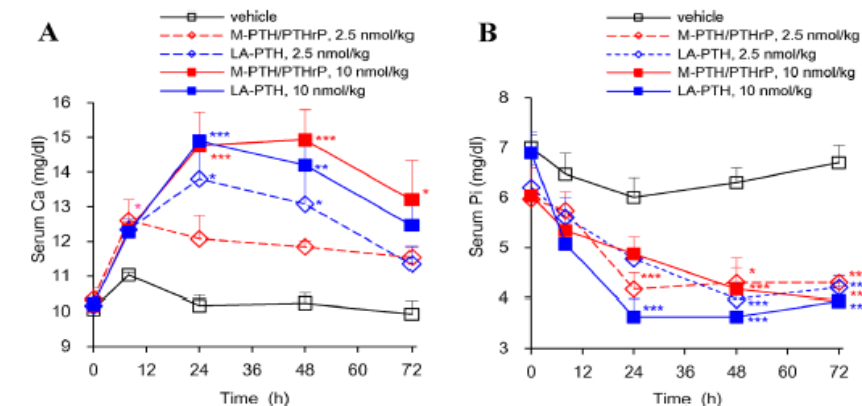 A
vehicle
M-PTH/PTHrP, 2.5 nmol/kg
LA-PTH, 2.5 nmol/kg
M-PTH/PTHrP, 10 nmol/kg
LA-PTH, 10 nmol/kg
Serum Ca (mg/dl)
16
15
14
13
12
11
10
9
***
***
***
**
*
*
*
*
0 12 24 36 48 60 72
Time (h)
B
vehicle
M-PTH/PTHrP, 2.5 nmol/kg
LA-PTH, 2.5 nmol/kg
M-PTH/PTHrP, 10 nmol/kg
LA-PTH, 10 nmol/kg
Serum Pi (mg/dl)
8
7
6
5
4
3
***
***
*
***
***
***
**
**
**
**
0 12 24 36 48 60 72
Time (h)